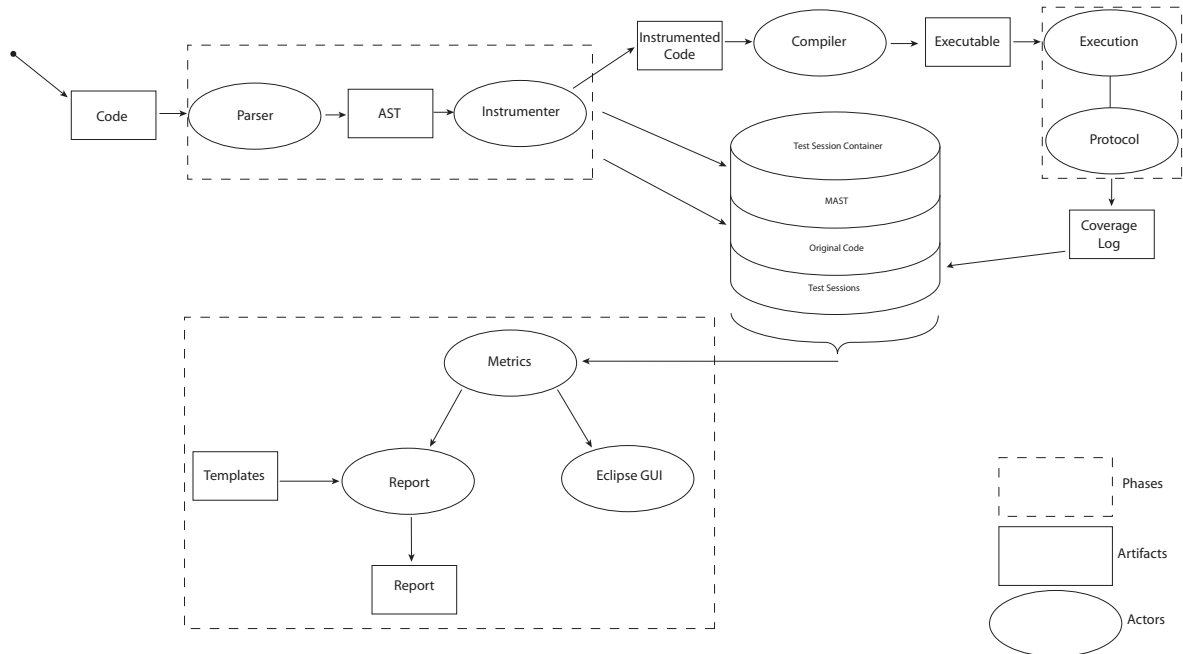 Instrumented
Code
Compiler
Executable
Execution
Code
Parser
AST
Instrumenter
Protocol
Test Session Container
MAST
Original Code
Test Sessions
Coverage
Log
Metrics
Templates
Report
Eclipse GUI
Report
Phases
Artifacts
Actors